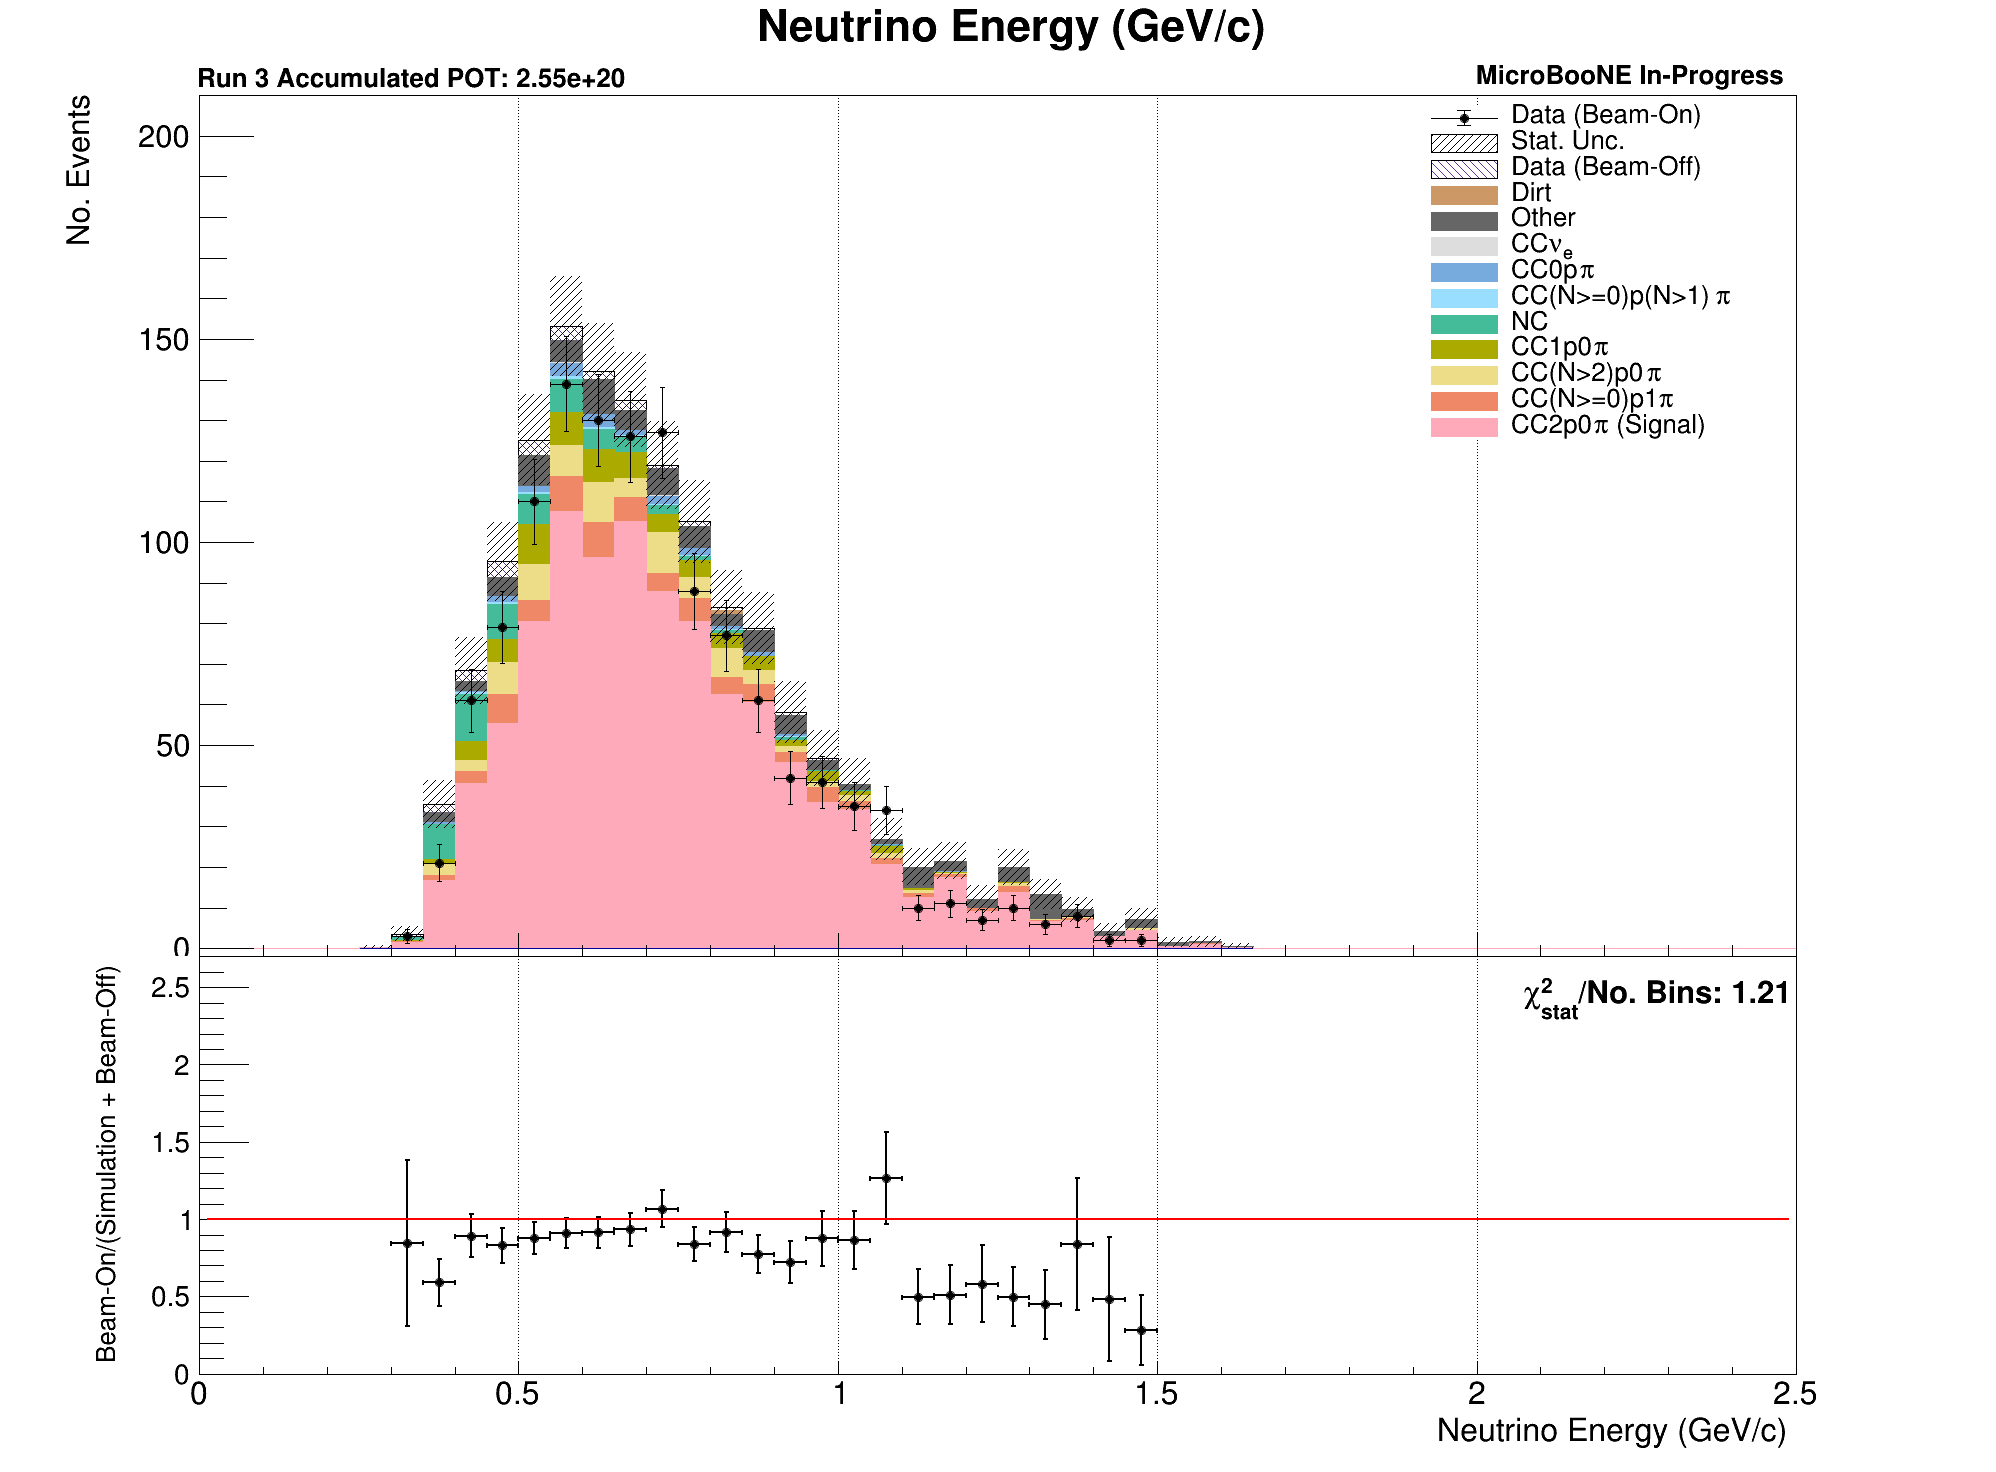 Neutrino Energy (GeV/c)
Run 3 Accumulated POT: 2.55e+20
MicroBooNE In-Progress
No. Events
200
150
100
50
0
Data (Beam-On)
Stat. Unc.
Data (Beam-Off)
Dirt
Other
CCνe
CC0pπ
CC(N>=0)p(N>1) π
NC
CC1p0π
CC(N>2)p0π
CC(N>=0)p1π
CC2p0π (Signal)
Beam-On/(Simulation + Beam-Off)
2.5
2
1.5
1
0.5
0
χ²stat/No. Bins: 1.21
0
0.5
1
1.5
2
2.5
Neutrino Energy (GeV/c)